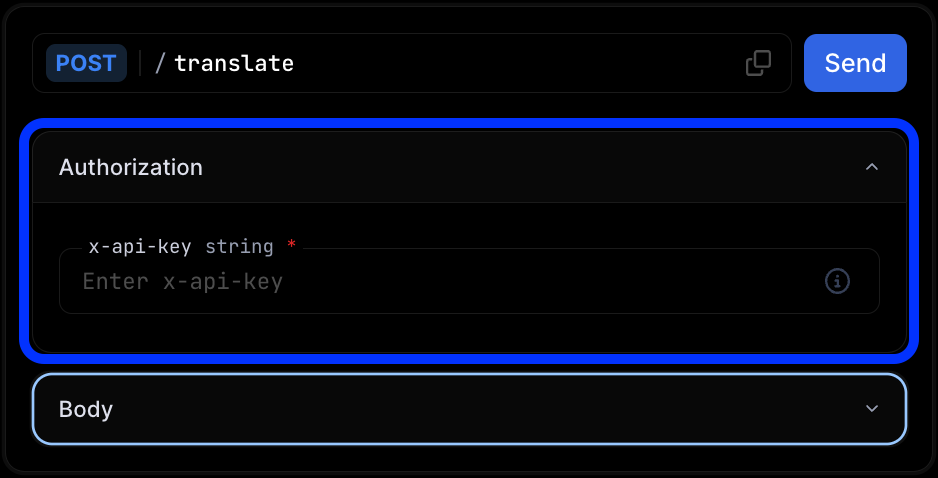 POST / translate Send
Authorization
x-api-key string *
Enter x-api-key
Body